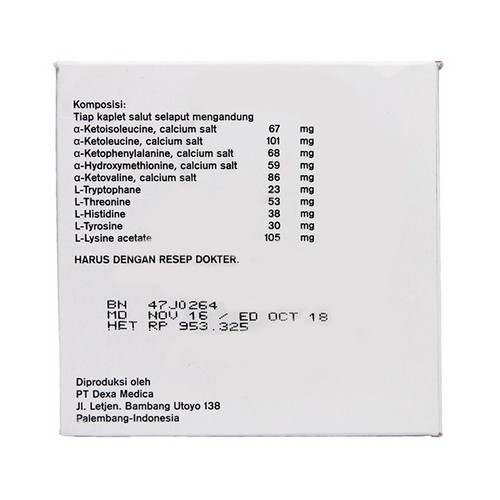 Komposisi:
Tiap kaplet salut selaput mengandung
α-Ketoisoleucine, calcium salt 67 mg
α-Ketoleucine, calcium salt 101 mg
α-Ketophenylalanine, calcium salt 68 mg
α-Hydroxymethionine, calcium salt 59 mg
α-Ketovaline, calcium salt 86 mg
L-Tryptophane 23 mg
L-Threonine 53 mg
L-Histidine 38 mg
L-Tyrosine 30 mg
L-Lysine acetate 105 mg
HARUS DENGAN RESEP DOKTER.
BN 47J0264
MD NOV 16 / ED OCT 18
HET RP 953.325
Diproduksi oleh
PT Dexa Medica
Jl. Letjen. Bambang Utoyo 138
Palembang-Indonesia